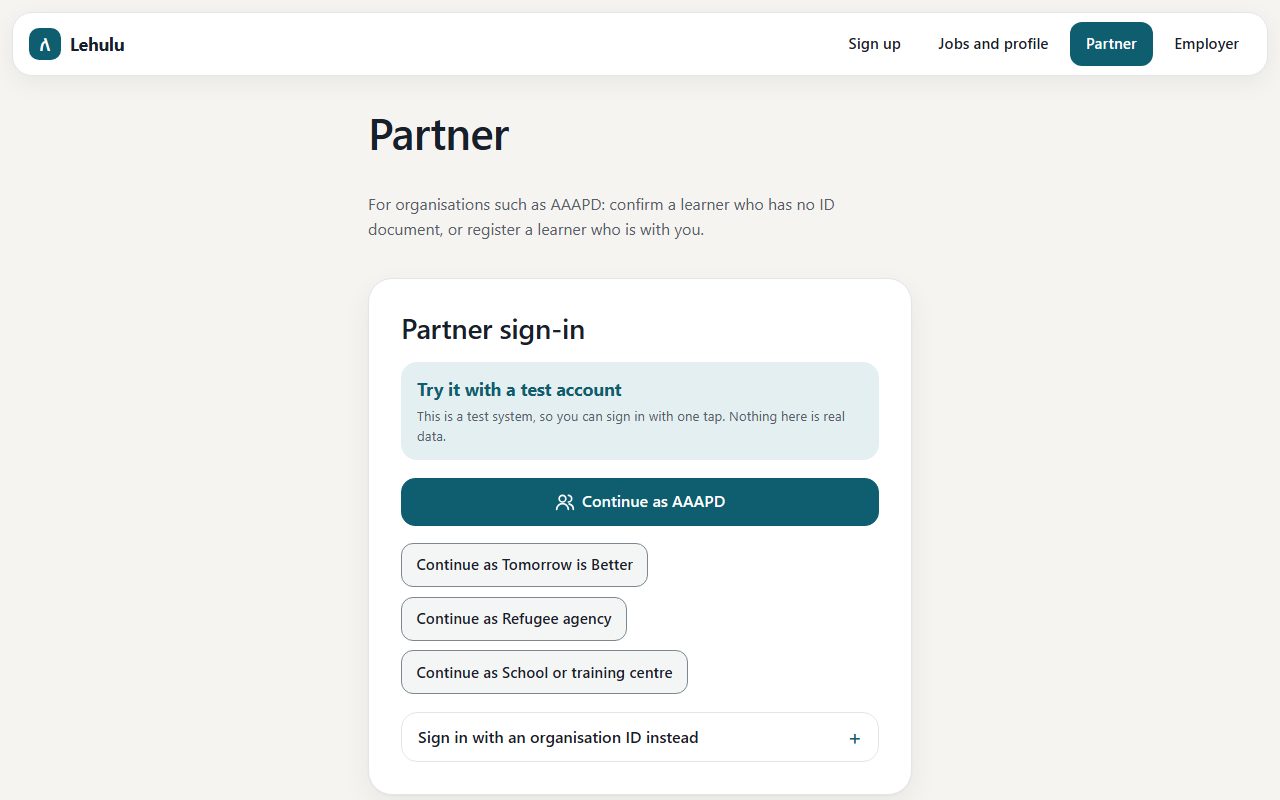 Lehulu
Sign up
Jobs and profile
Partner
Employer
Partner
For organisations such as AAAPD: confirm a learner who has no ID
document, or register a learner who is with you.
Partner sign-in
Try it with a test account
This is a test system, so you can sign in with one tap. Nothing here is real
data.
Continue as AAAPD
Continue as Tomorrow is Better
Continue as Refugee agency
Continue as School or training centre
Sign in with an organisation ID instead
+